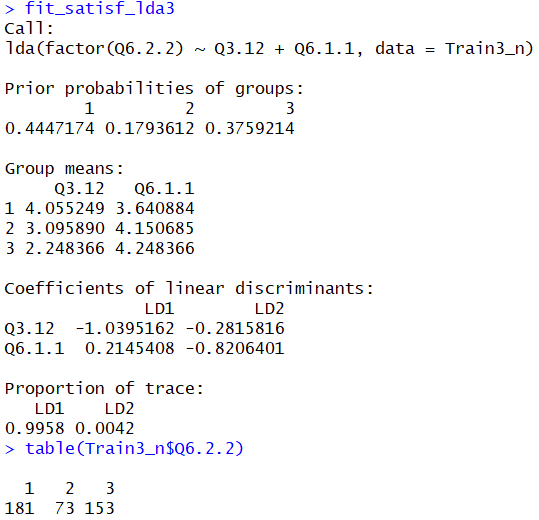 > fit_satisf_lda3
Call:
lda(factor(Q6.2.2) ~ Q3.12 + Q6.1.1, data = Train3_n)
Prior probabilities of groups:
1 2 3
0.4447174 0.1793612 0.3759214
Group means:
Q3.12 Q6.1.1
1 4.055249 3.640884
2 3.095890 4.150685
3 2.248366 4.248366
Coefficients of linear discriminants:
LD1 LD2
Q3.12 -1.0395162 -0.2815816
Q6.1.1 0.2145408 -0.8206401
Proportion of trace:
LD1 LD2
0.9958 0.0042
> table(Train3_n$Q6.2.2)
1 2 3
181 73 153